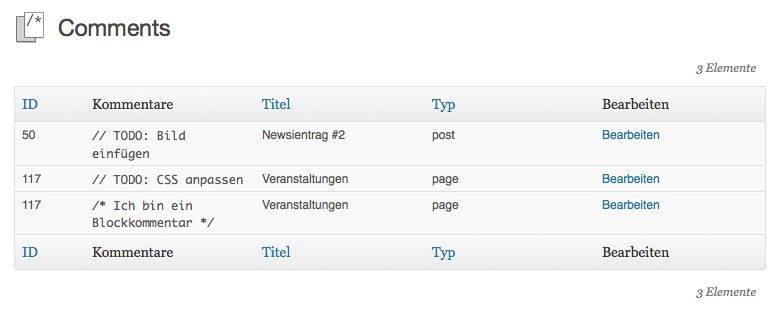 /*
Comments
3 Elemente
ID Kommentare Titel Typ Bearbeiten
50 // TODO: Bild Newsientrag #2 post Bearbeiten
einfügen
117 // TODO: CSS anpassen Veranstaltungen page Bearbeiten
117 /* Ich bin ein Veranstaltungen page Bearbeiten
Blockkommentar */
ID Kommentare Titel Typ Bearbeiten
3 Elemente